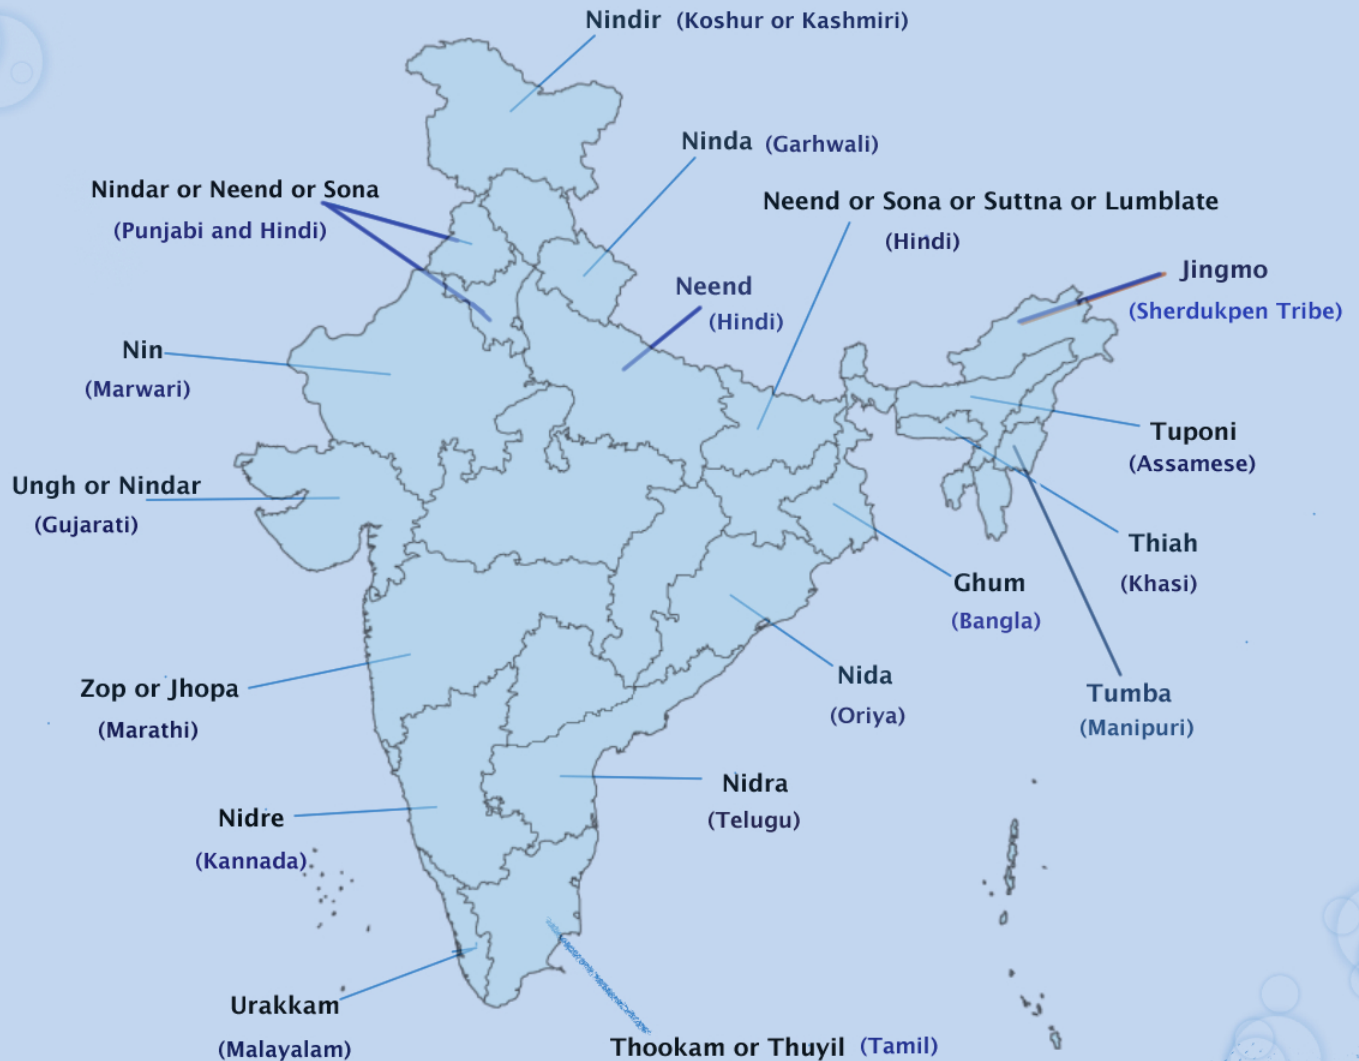 Nindir (Koshur or Kashmiri)
Ninda (Garhwali)
Nindar or Neend or Sona
(Punjabi and Hindi)
Neend or Sona or Suttna or Lumblate
(Hindi)
Neend
(Hindi)
Jingmo
(Sherdukpen Tribe)
Nin
(Marwari)
Tuponi
(Assamese)
Ungh or Nindar
(Gujarati)
Thiah
(Khasi)
Ghum
(Bangla)
Zop or Jhopa
(Marathi)
Nida
(Oriya)
Tumba
(Manipuri)
Nidre
(Kannada)
Nidra
(Telugu)
Urakkam
(Malayalam)
Thookam or Thuyil (Tamil)